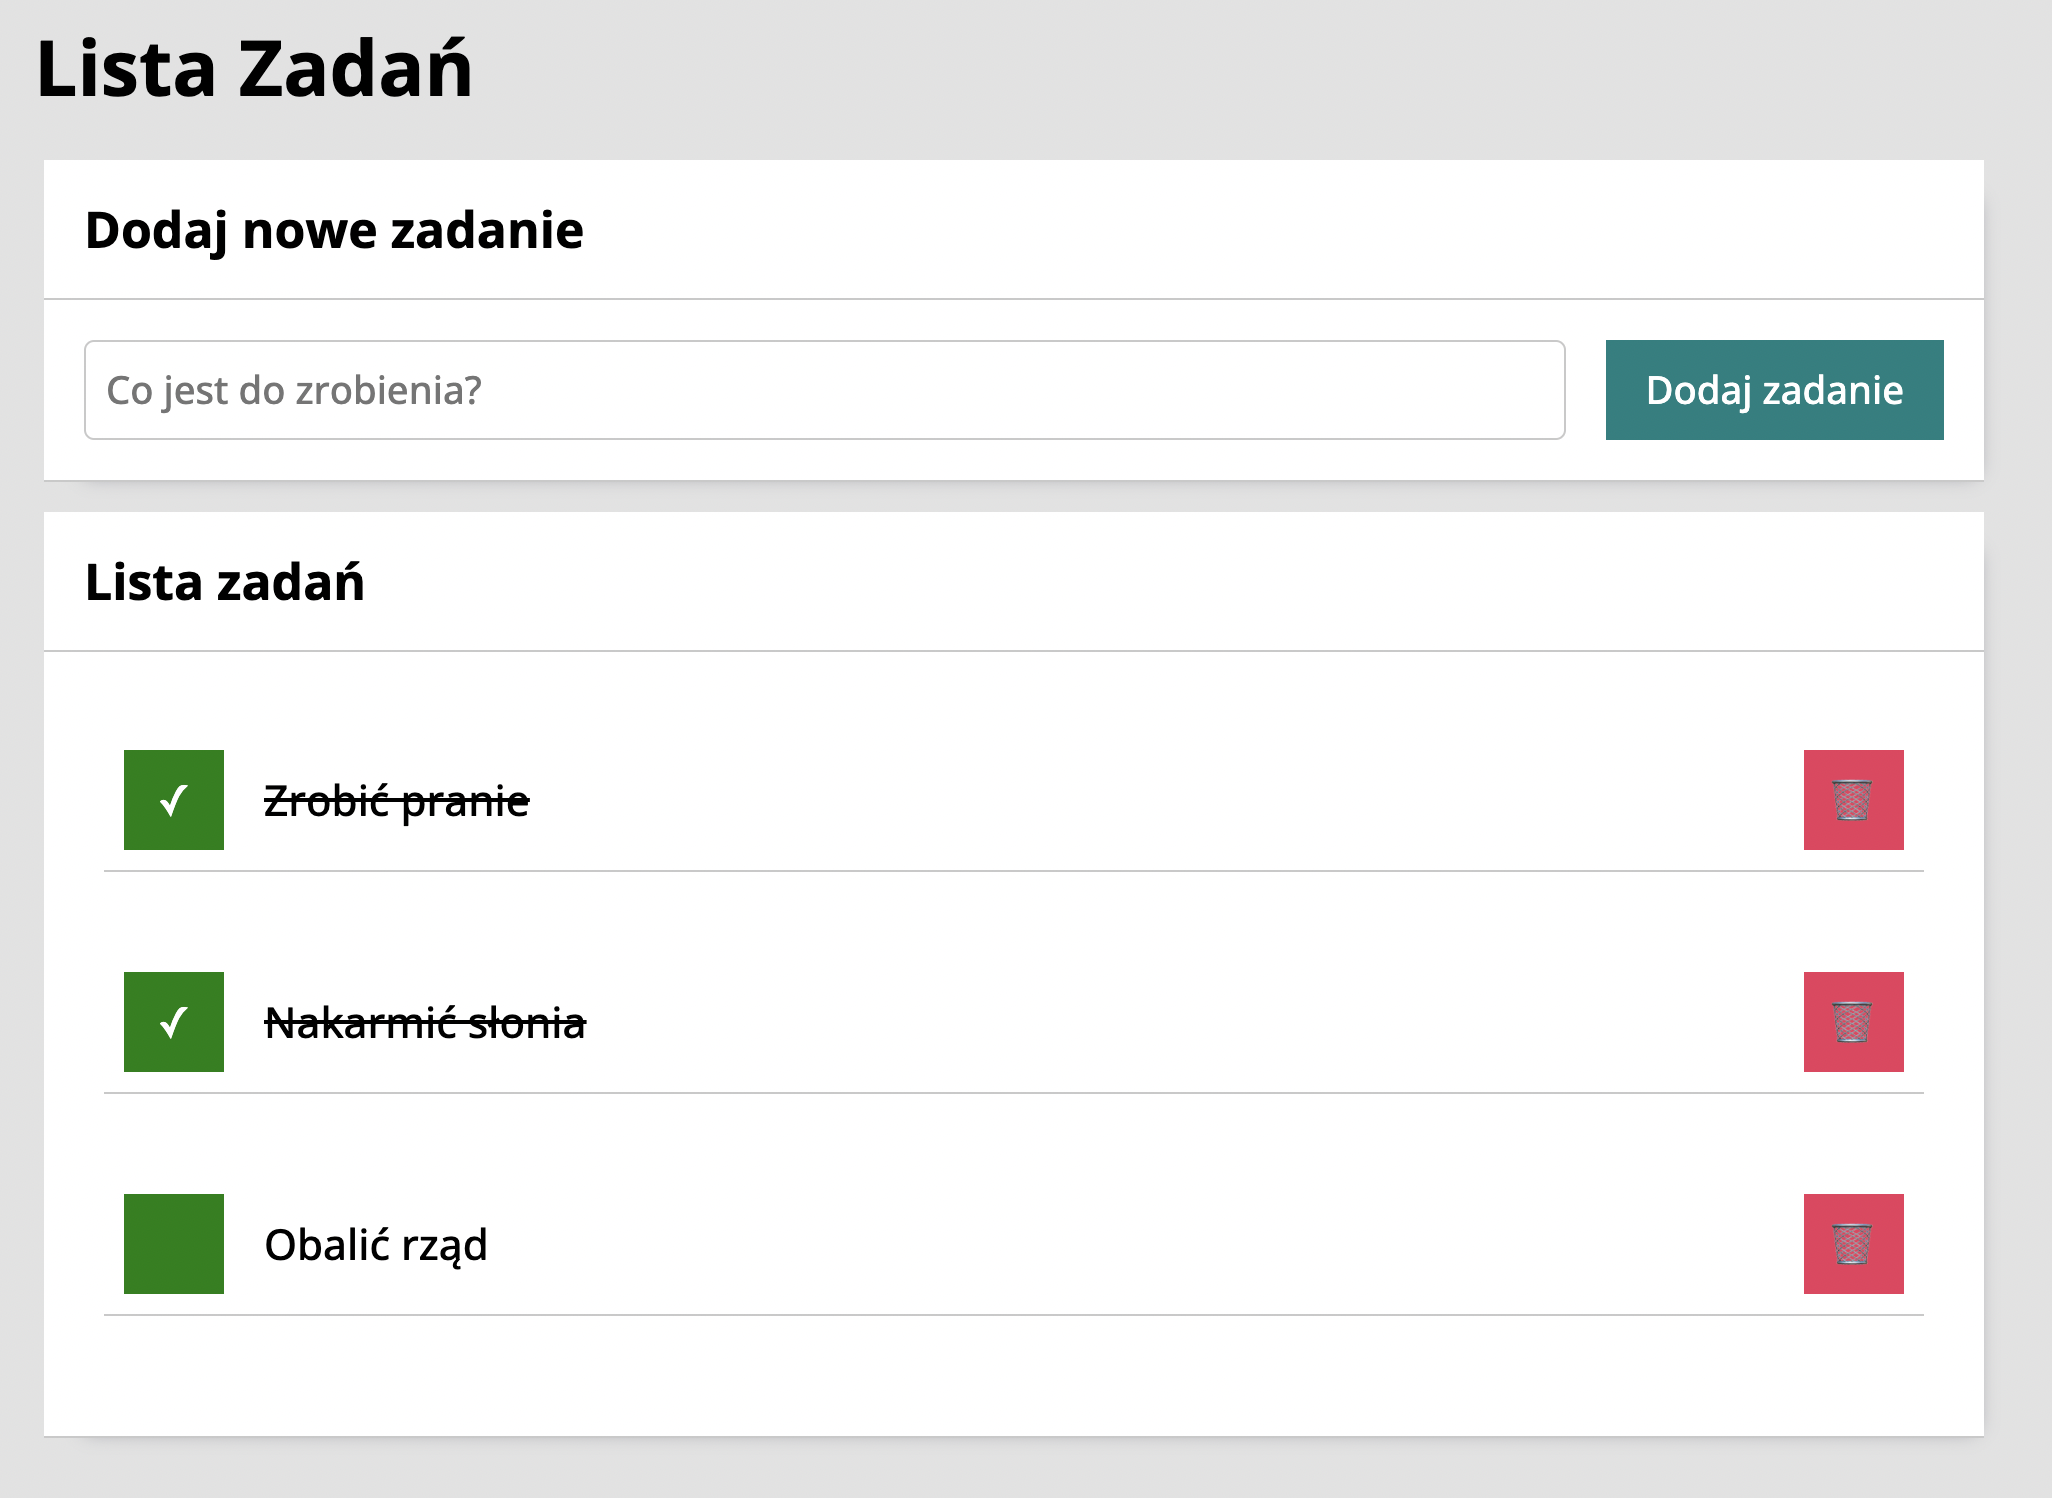 Lista Zadań
Dodaj nowe zadanie
Co jest do zrobienia?
Dodaj zadanie
Lista zadań
Zrobić pranie
Nakarmić słonia
Obalić rząd